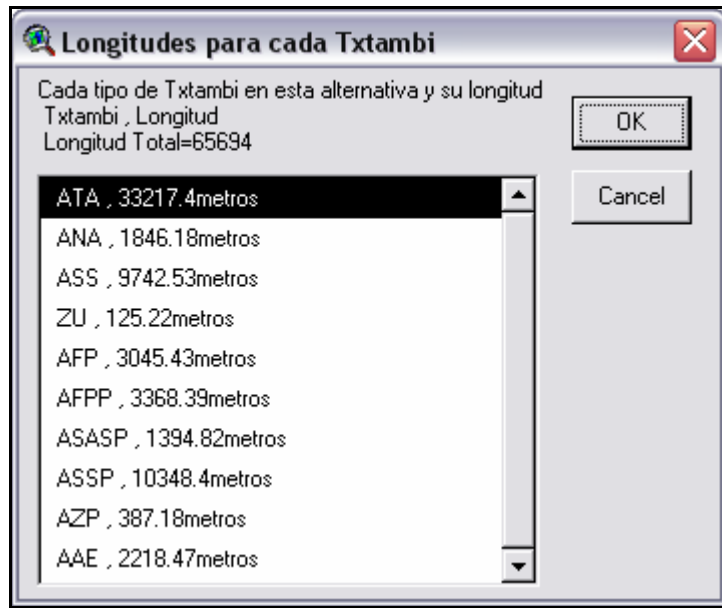 Longitudes para cada Txtambi
Cada tipo de Txtambi en esta alternativa y su longitud
Txtambi , Longitud
Longitud Total=65694
OK
Cancel
ATA , 33217.4metros
ANA , 1846.18metros
ASS , 9742.53metros
ZU , 125.22metros
AFP , 3045.43metros
AFPP , 3368.39metros
ASASP , 1394.82metros
ASSP , 10348.4metros
AZP , 387.18metros
AAE , 2218.47metros